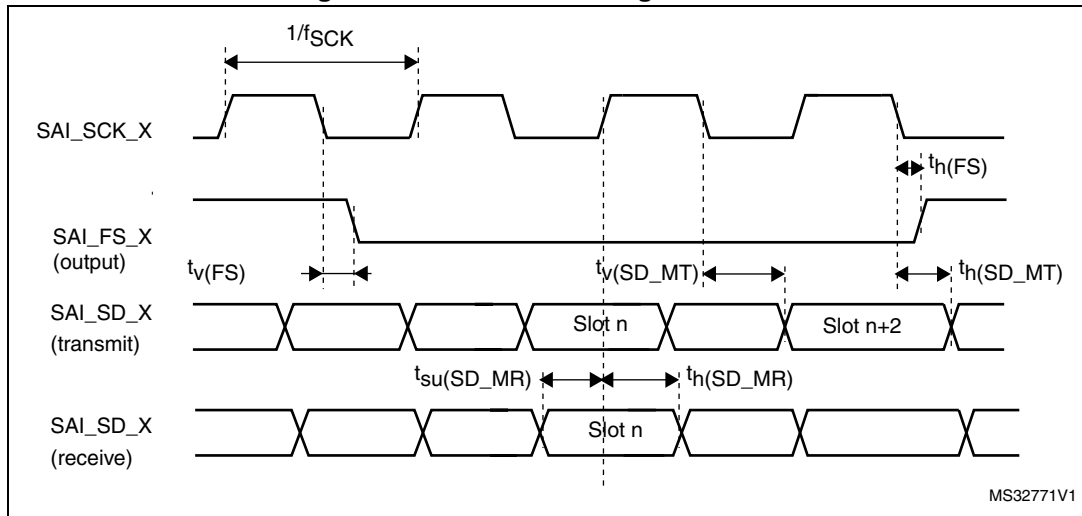 1/fSCK
SAI_SCK_X
th(FS)
SAI_FS_X
(output)
tv(FS)
tv(SD_MT)
th(SD_MT)
SAI_SD_X
(transmit)
Slot n
Slot n+2
tsu(SD_MR)
th(SD_MR)
SAI_SD_X
(receive)
Slot n
MS32771V1